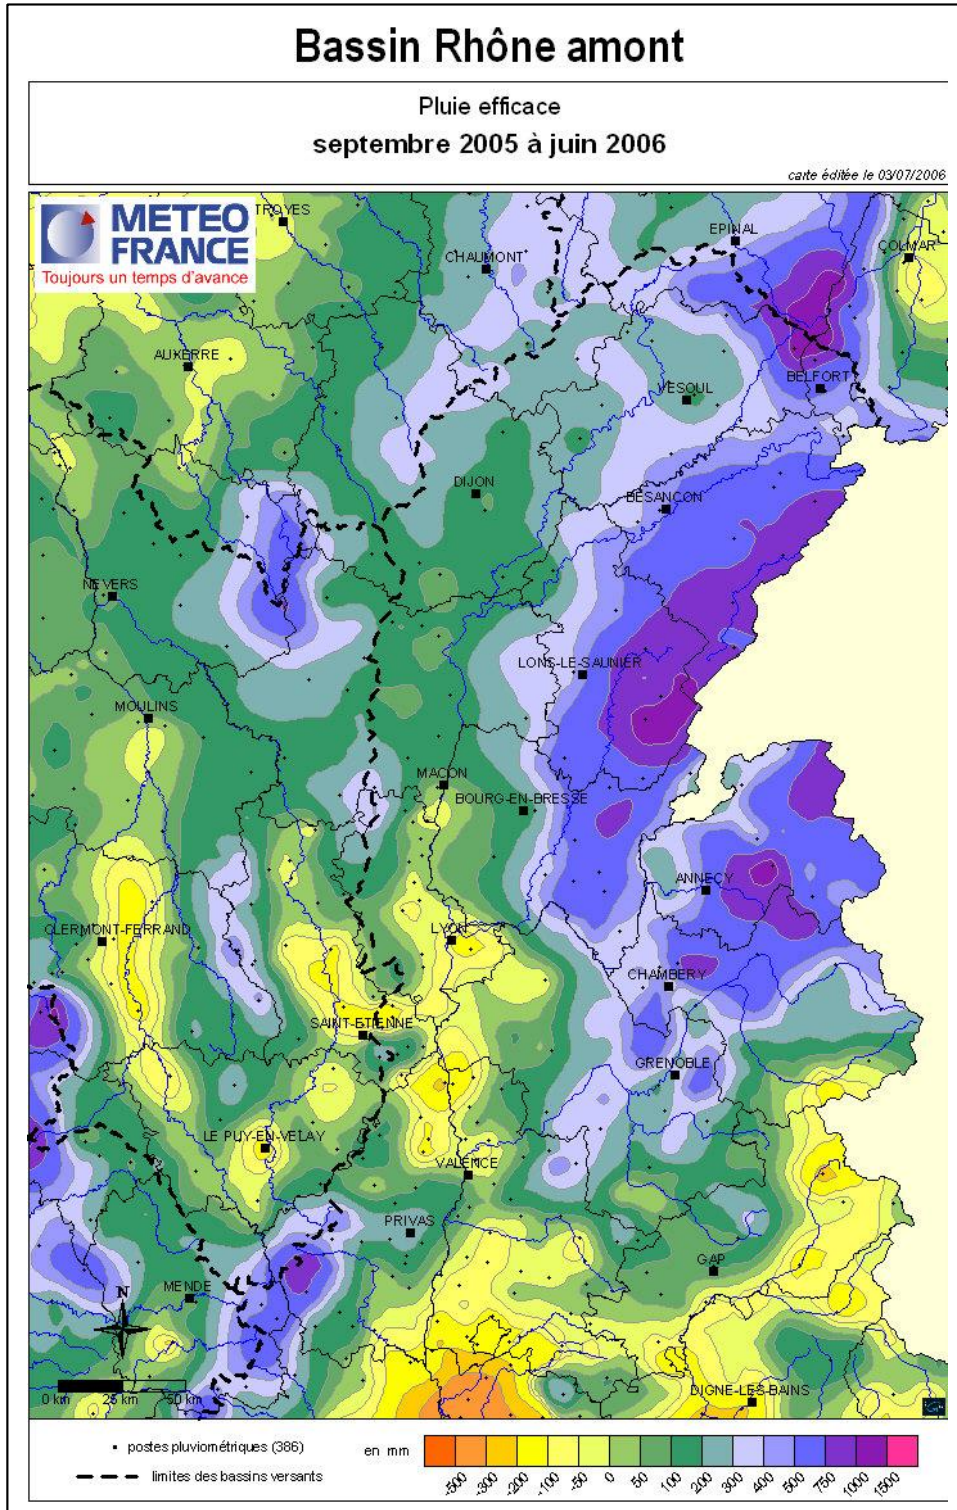 Bassin Rhône amont
Pluie efficace
septembre 2005 à juin 2006
carte éditée le 03/07/2006
METEO
FRANCE
Toujours un temps d'avance
TROYES
EPINAL
COLMAR
CHAUMONT
AUXERRE
BELFORT
VESOUL
DIJON
BESANCON
NEVERS
LONS-LE-SAUNIER
MOULINS
MACON
BOURG-EN-BRESSE
ANNECY
CLERMONT-FERRAND
LYON
CHAMBERY
SAINT-ETIENNE
GRENOBLE
LE PUY-EN-VELAY
VALENCE
PRIVAS
GAP
MENDE
N
0 km 25 km 50 km
DIGNE-LES-BAINS
postes pluviométriques (386)
limites des bassins versants
en mm
-500 -300 -200 -100 -50 0 50 100 200 300 400 500 750 1000 1500